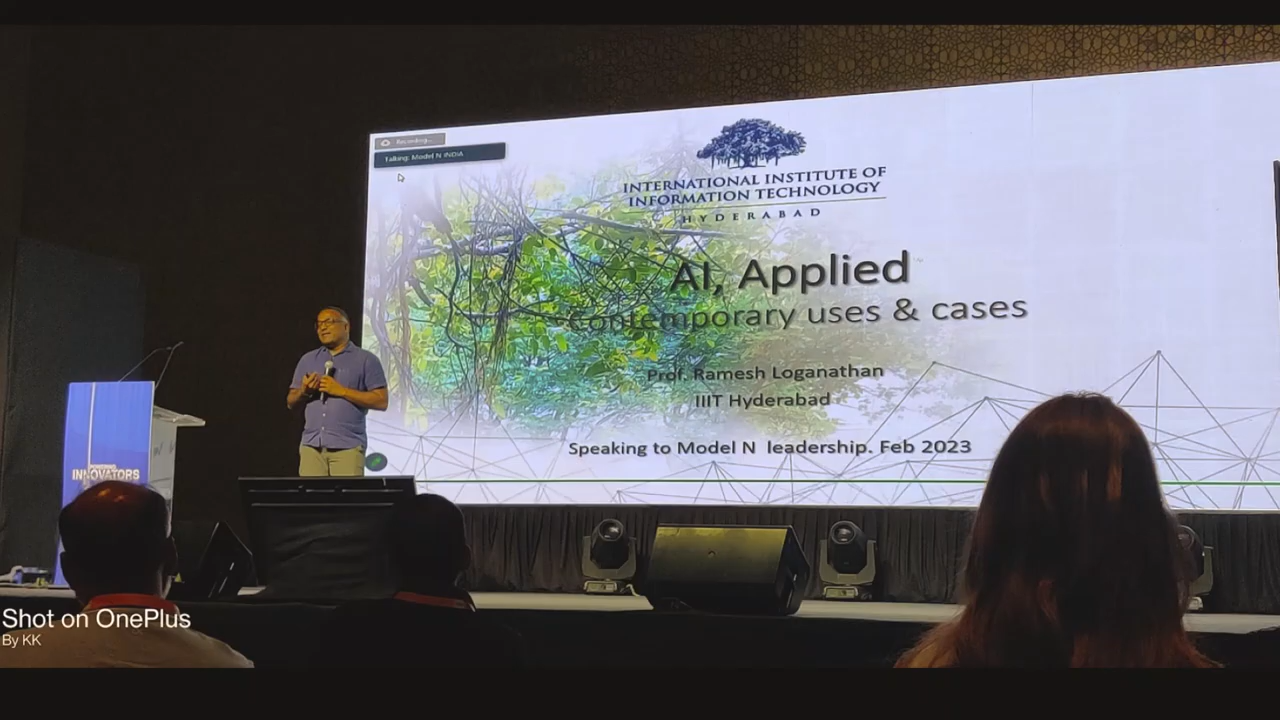 Recording...
Talking: Model N INDIA
INTERNATIONAL INSTITUTE OF
INFORMATION TECHNOLOGY
HYDERABAD
AI, Applied
Contemporary uses & cases
Prof. Ramesh Loganathan
IIIT Hyderabad
Speaking to Model N leadership. Feb 2023
INNOVATORS
Shot on OnePlus
By KK